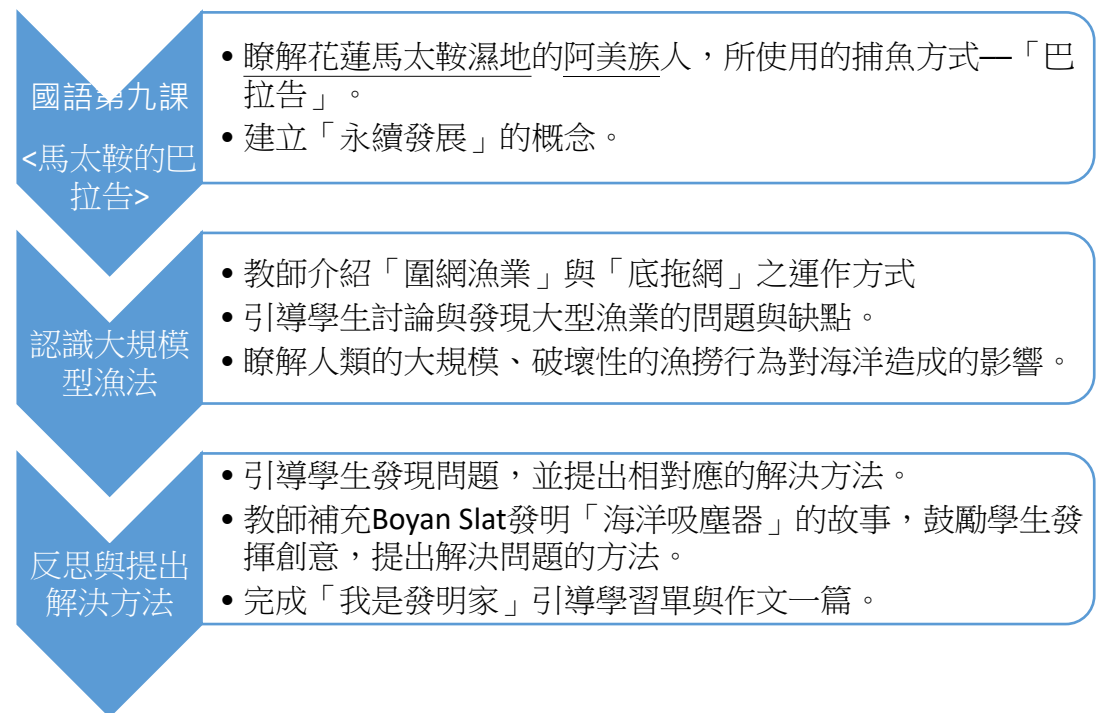 國語第九課
<馬太鞍的巴
拉告>
• 瞭解花蓮馬太鞍濕地的阿美族人，所使用的捕魚方式—「巴
拉告」。
• 建立「永續發展」的概念。
認識大規模
型漁法
• 教師介紹「圍網漁業」與「底拖網」之運作方式
• 引導學生討論與發現大型漁業的問題與缺點。
• 瞭解人類的大規模、破壞性的漁撈行為對海洋造成的影響。
反思與提出
解決方法
• 引導學生發現問題，並提出相對應的解決方法。
• 教師補充Boyan Slat發明「海洋吸塵器」的故事，鼓勵學生發
揮創意，提出解決問題的方法。
• 完成「我是發明家」引導學習單與作文一篇。